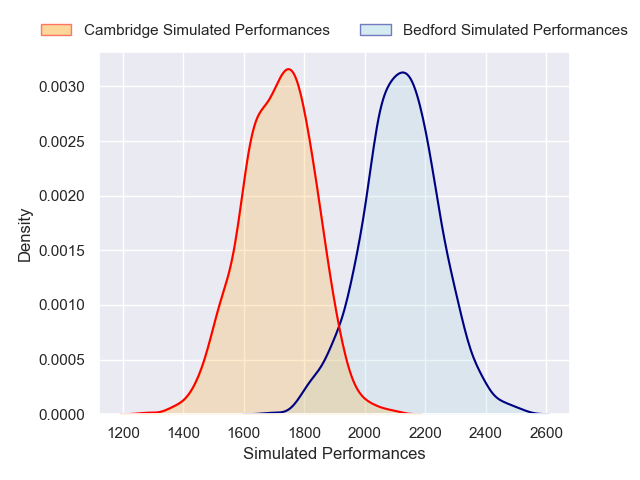 Cambridge Simulated Performances Bedford Simulated Performances
0.0030
0.0025
0.0020
0.0015
0.0010
0.0005
0.0000
Density
1200 1400 1600 1800 2000 2200 2400 2600
Simulated Performances